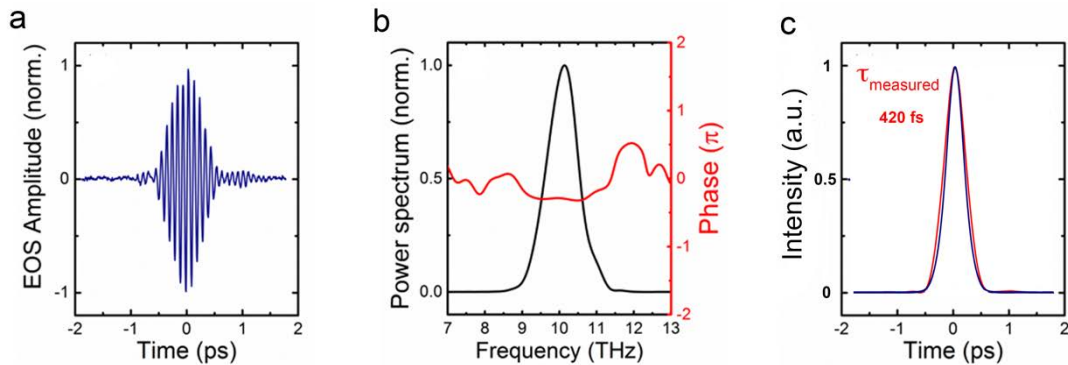 a
EOS Amplitude (norm.)
1
0
-1
-2
-1
0
1
2
Time (ps)
b
Power spectrum (norm.)
1.0
0.5
0.0
7
8
9
10
11
12
13
Frequency (THz)
2
1
0
-1
-2
Phase (π)
c
Intensity (a.u.)
1
0.5
0
-2
-1
0
1
2
Time (ps)
τmeasured
420 fs